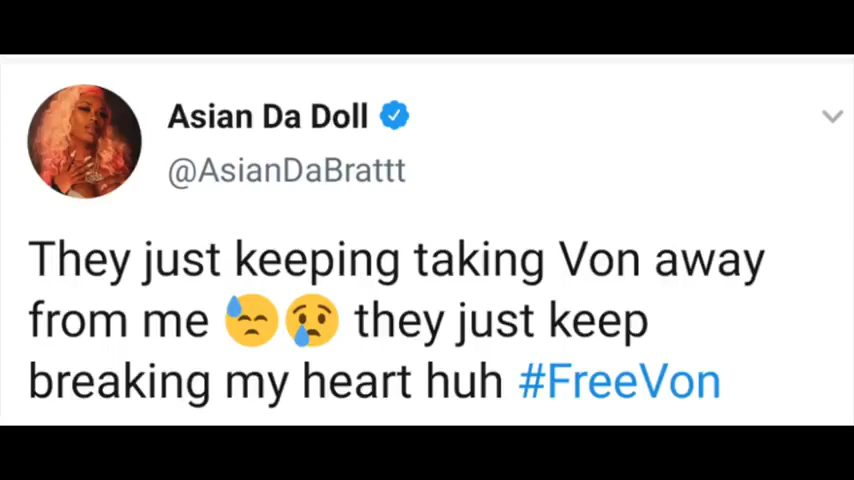 Asian Da Doll
@AsianDaBrattt
They just keeping taking Von away
from me 😓😢 they just keep
breaking my heart huh #FreeVon